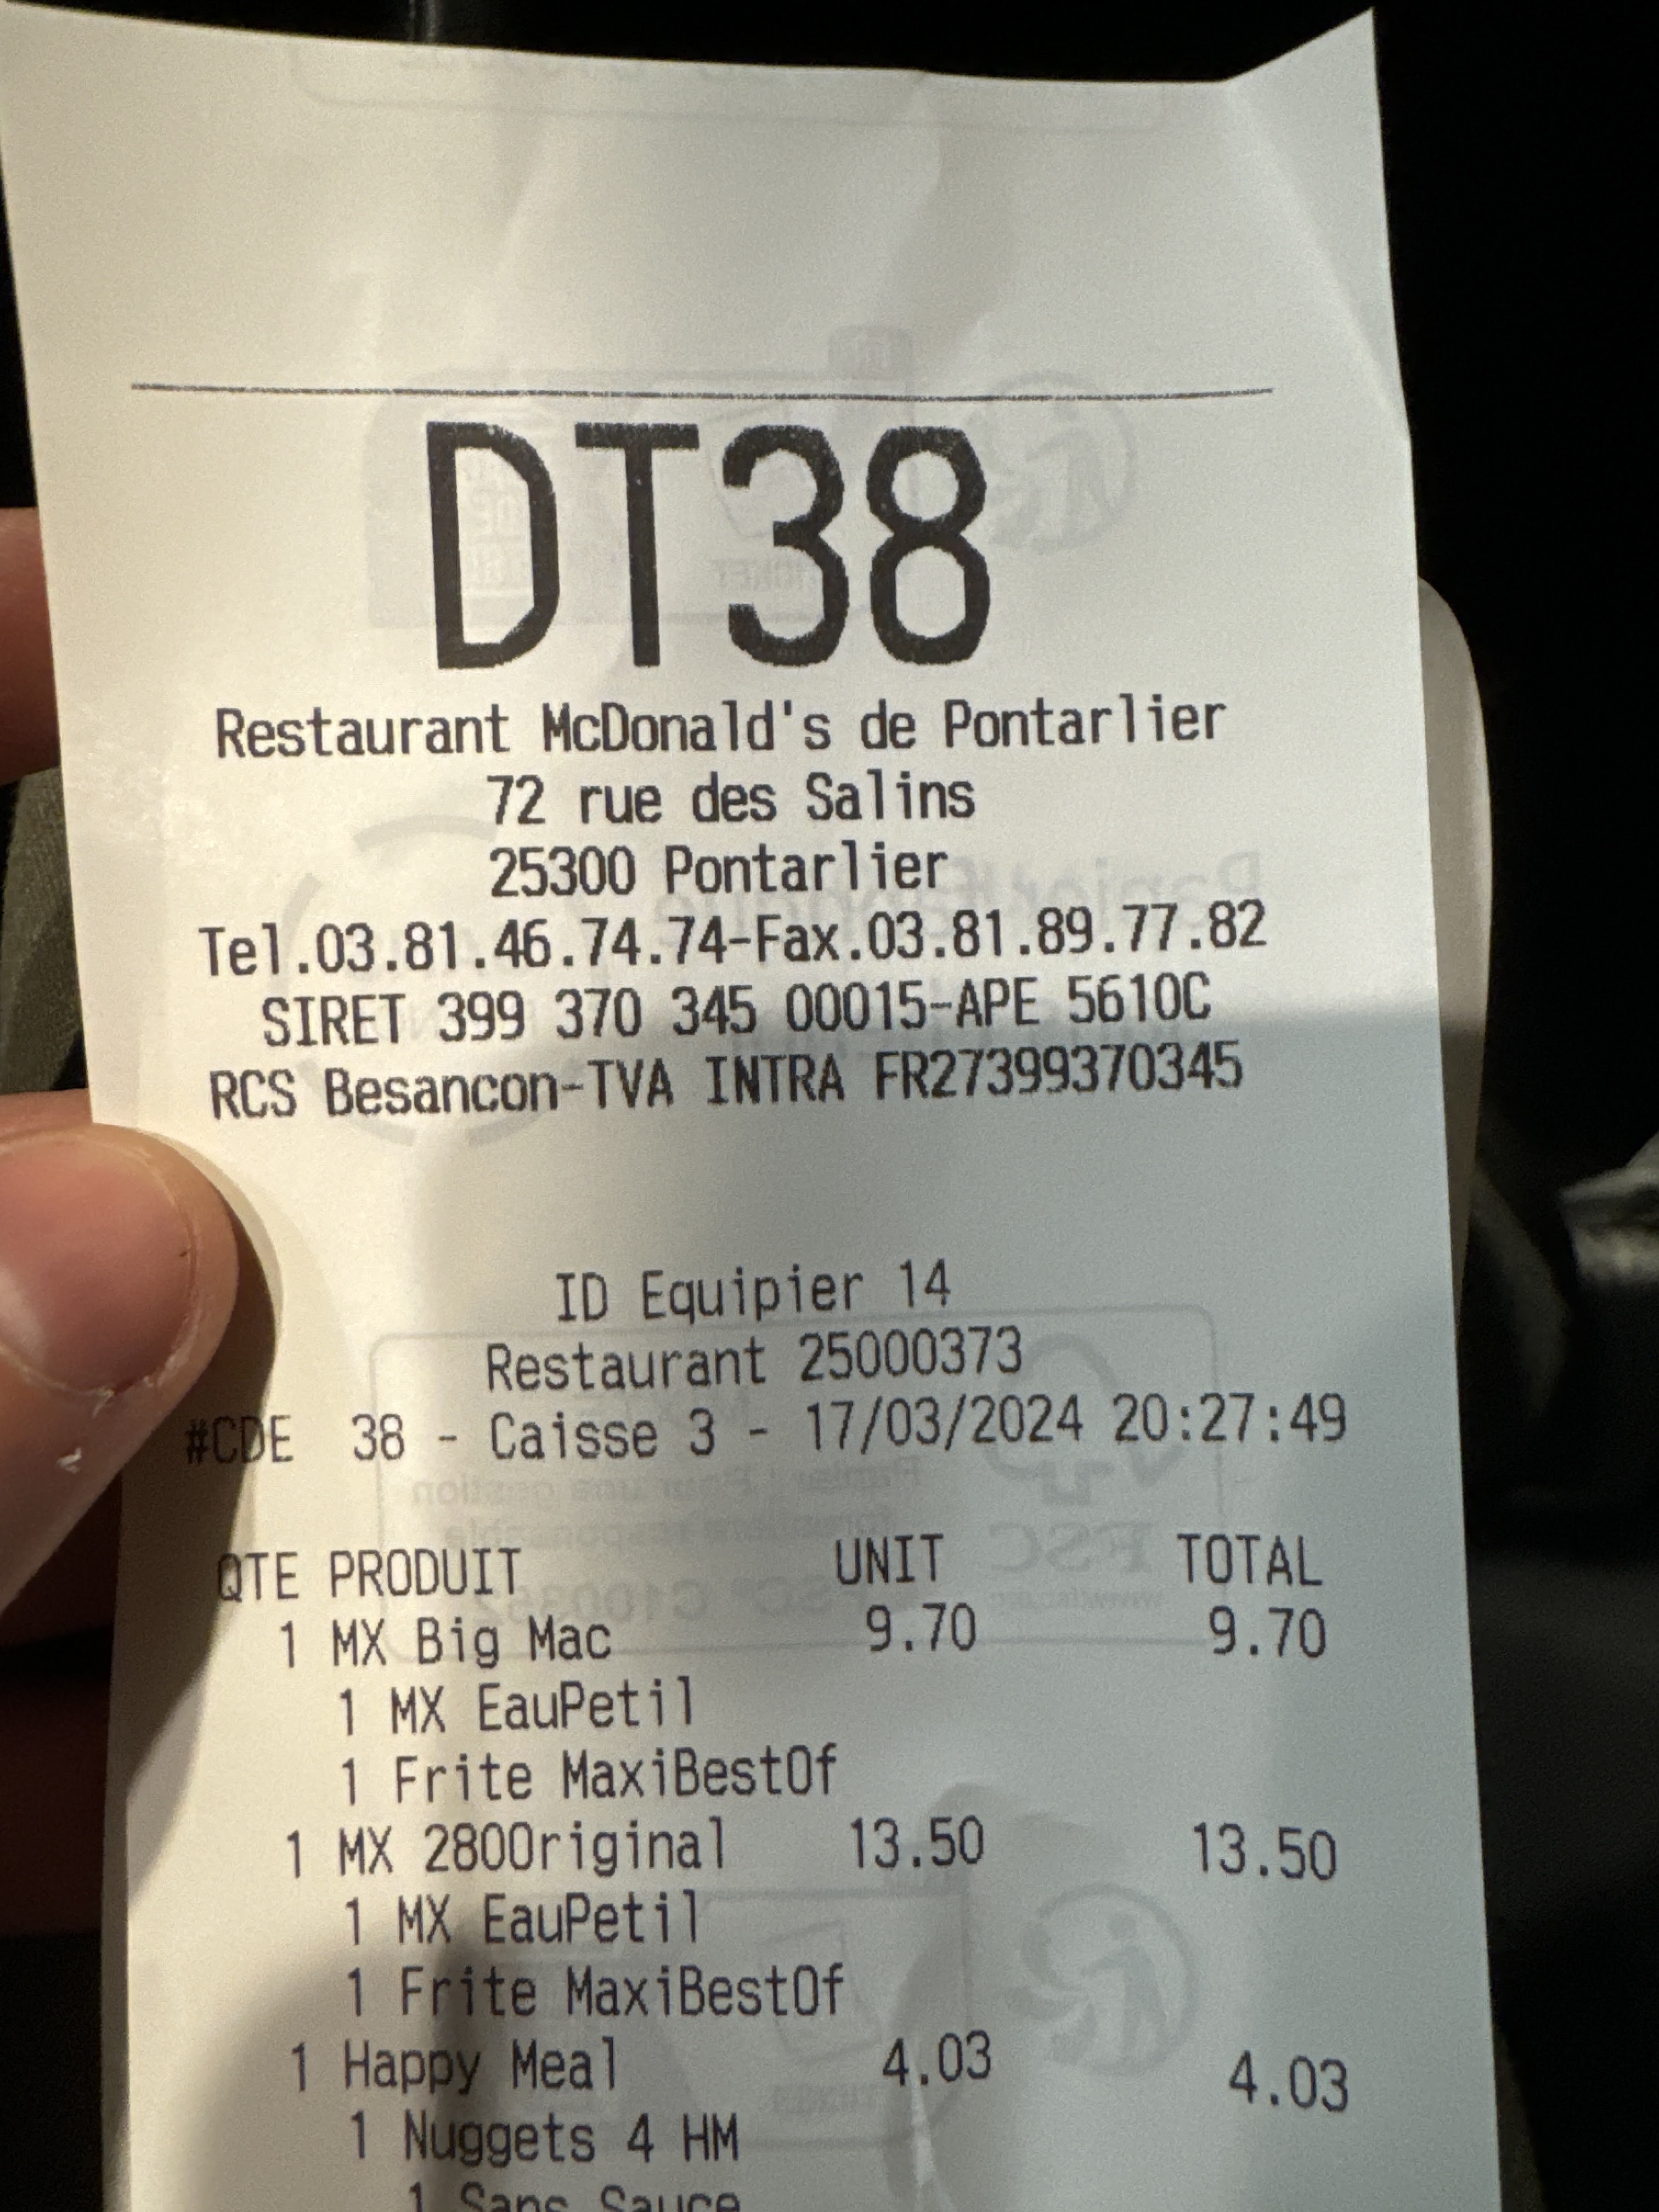 DT38
Restaurant McDonald's de Pontarlier
72 rue des Salins
25300 Pontarlier
Tel.03.81.46.74.74-Fax.03.81.89.77.82
SIRET 399 370 345 00015-APE 5610C
RCS Besancon-TVA INTRA FR27399370345
ID Equipier 14
Restaurant 25000373
#CDE 38 - Caisse 3 - 17/03/2024 20:27:49
QTE PRODUIT UNIT TOTAL
1 MX Big Mac 9.70 9.70
1 MX EauPetil
1 Frite MaxiBestOf
1 MX 280Original 13.50 13.50
1 MX EauPetil
1 Frite MaxiBestOf
1 Happy Meal 4.03 4.03
1 Nuggets 4 HM
1 Sans Sauce